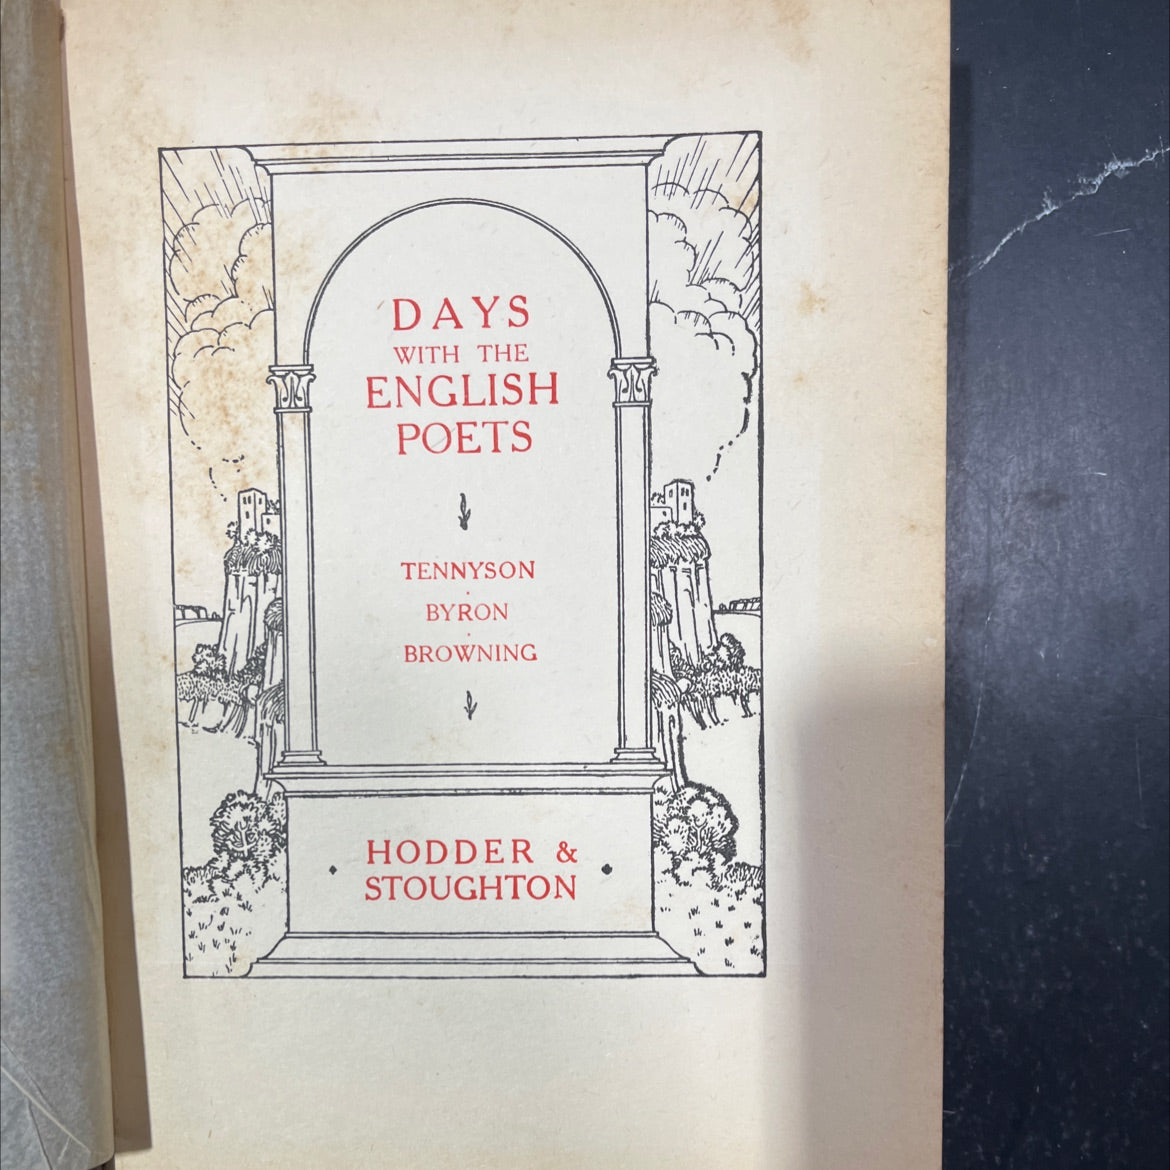 DAYS
WITH THE
ENGLISH
POETS
TENNYSON
BYRON
BROWNING
HODDER &
STOUGHTON